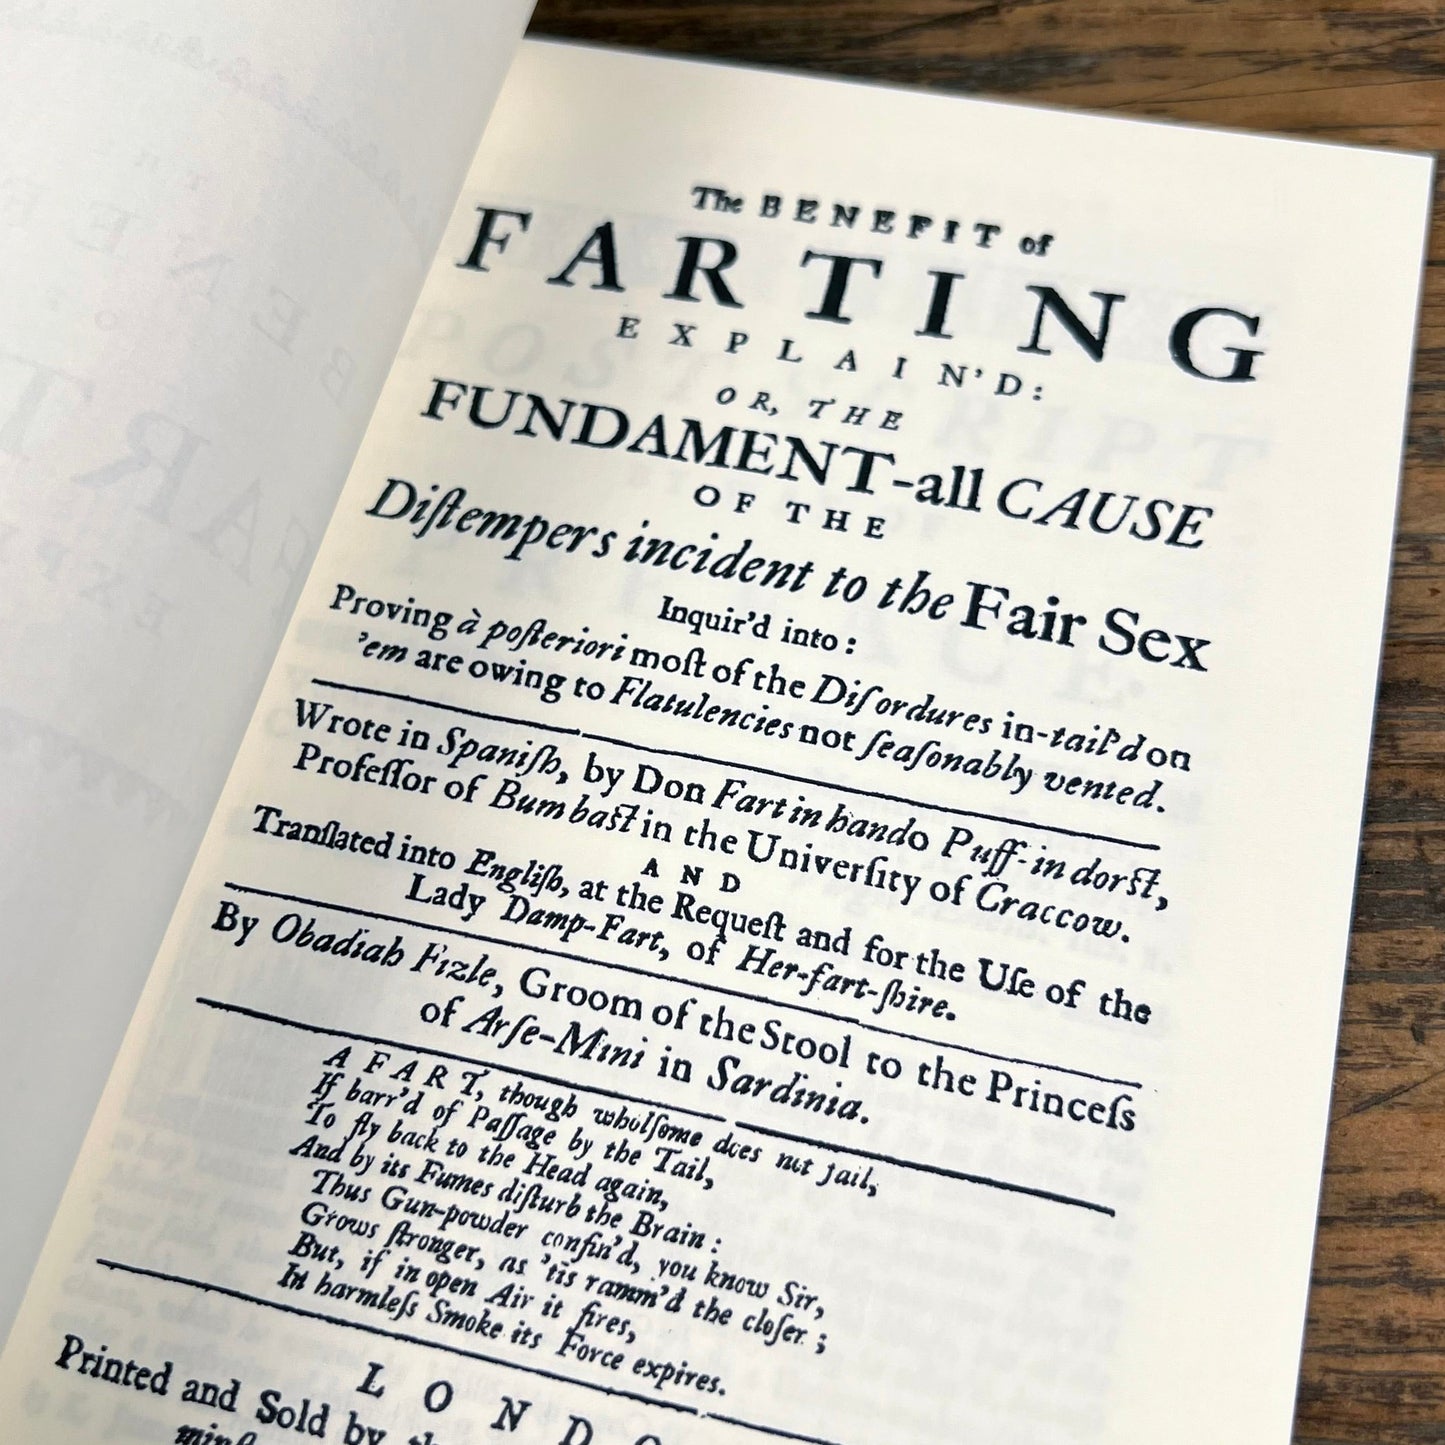 The BENEFIT of
FARTING
EXPLAIN'D:
OR, THE
FUNDAMENT-all CAUSE
OF THE
Diſtempers incident to the Fair Sex
Inquir'd into:
Proving à poſteriori moſt of the Diſordures in-tail'd on
'em are owing to Flatulencies not ſeaſonably vented.
Wrote in Spaniſh, by Don Fartinhando Puff-indorſt,
Profeſſor of Bumbaſt in the Univerſity of Craccow.
AND
Tranſlated into Engliſh, at the Requeſt and for the Uſe of the
Lady Damp-Fart, of Her-fart-ſhire.
By Obadiah Fizle, Groom of the Stool to the Princeſs
of Arſe-Mini in Sardinia.
A FART, though wholſome does not fail,
If barr'd of Paſſage by the Tail,
To fly back to the Head again,
And by its Fumes diſturb the Brain:
Thus Gun-powder confin'd, you know Sir,
Grows ſtronger, as 'tis ramm'd the cloſer;
But, if in open Air it fires,
In harmleſs Smoke its Force expires.
Printed and Sold by